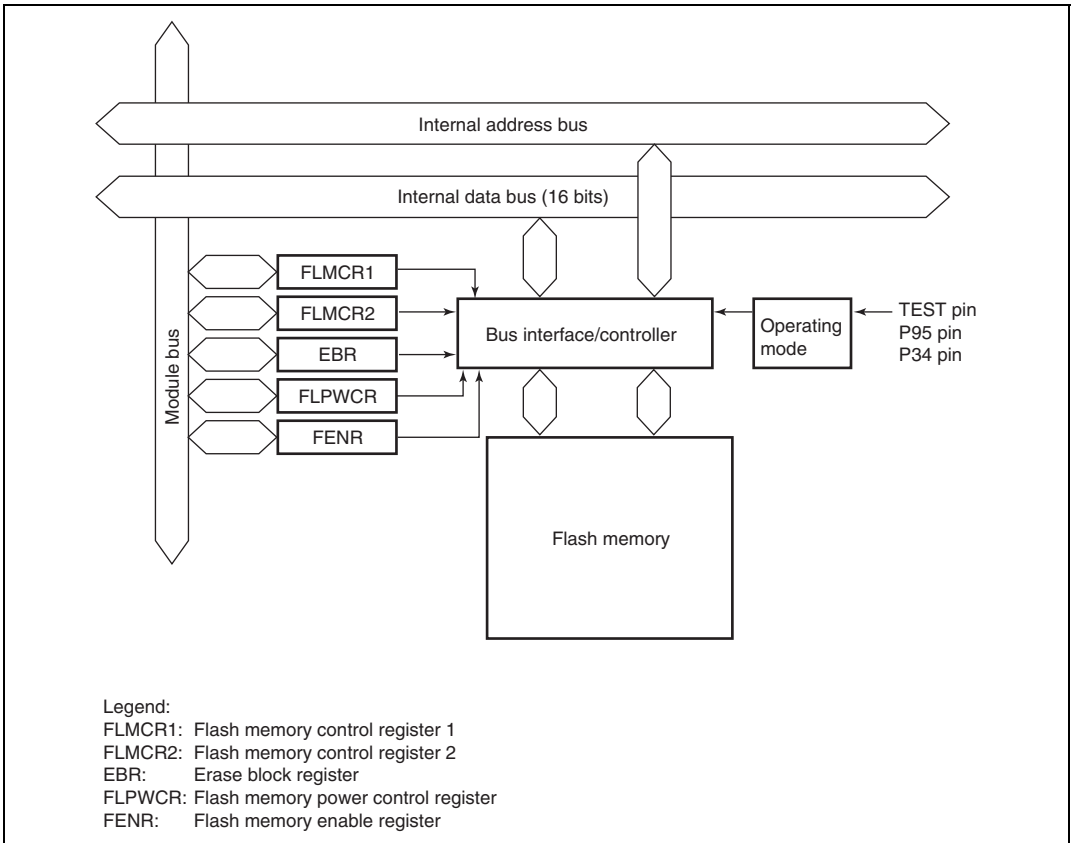 Internal address bus
Internal data bus (16 bits)
Module bus
FLMCR1
FLMCR2
EBR
FLPWCR
FENR
Bus interface/controller
Operating
mode
TEST pin
P95 pin
P34 pin
Flash memory
Legend:
FLMCR1: Flash memory control register 1
FLMCR2: Flash memory control register 2
EBR: Erase block register
FLPWCR: Flash memory power control register
FENR: Flash memory enable register